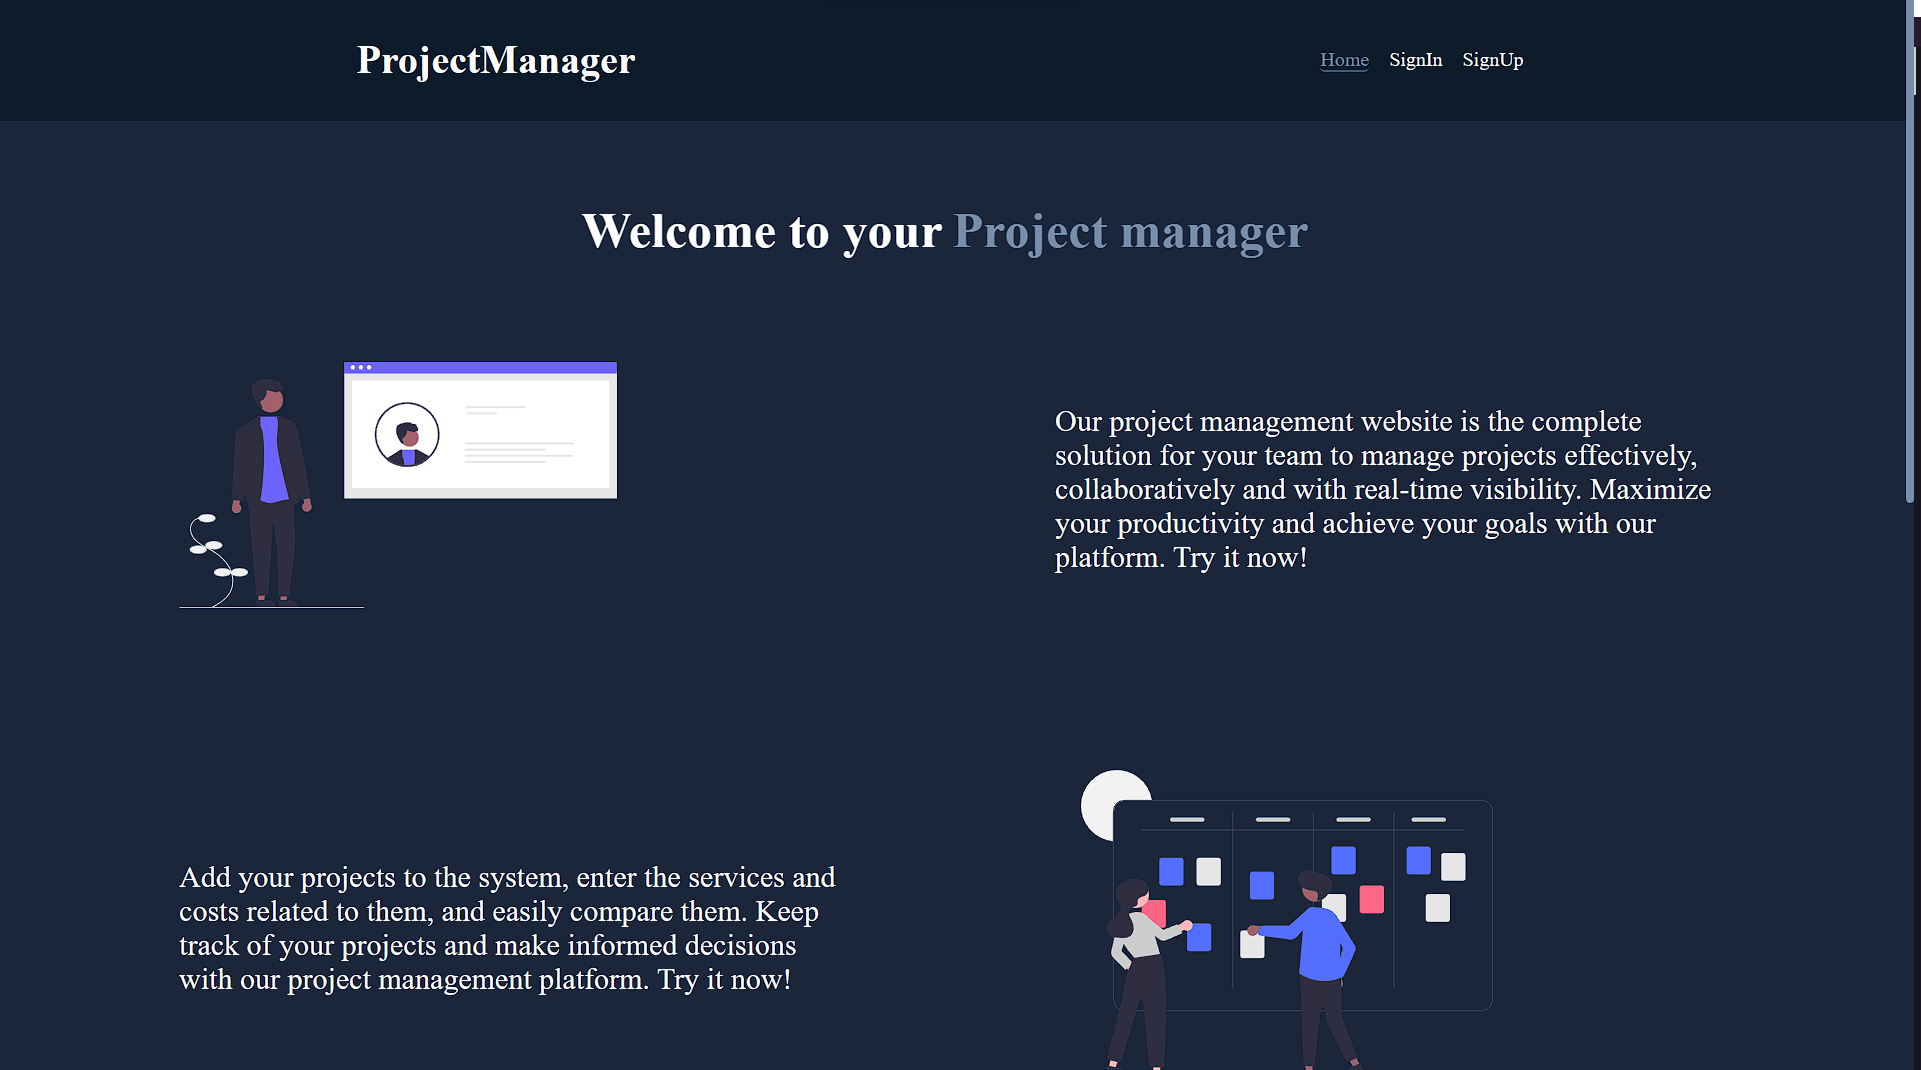 ProjectManager
Home SignIn SignUp
Welcome to your Project manager
Our project management website is the complete
solution for your team to manage projects effectively,
collaboratively and with real-time visibility. Maximize
your productivity and achieve your goals with our
platform. Try it now!
Add your projects to the system, enter the services and
costs related to them, and easily compare them. Keep
track of your projects and make informed decisions
with our project management platform. Try it now!